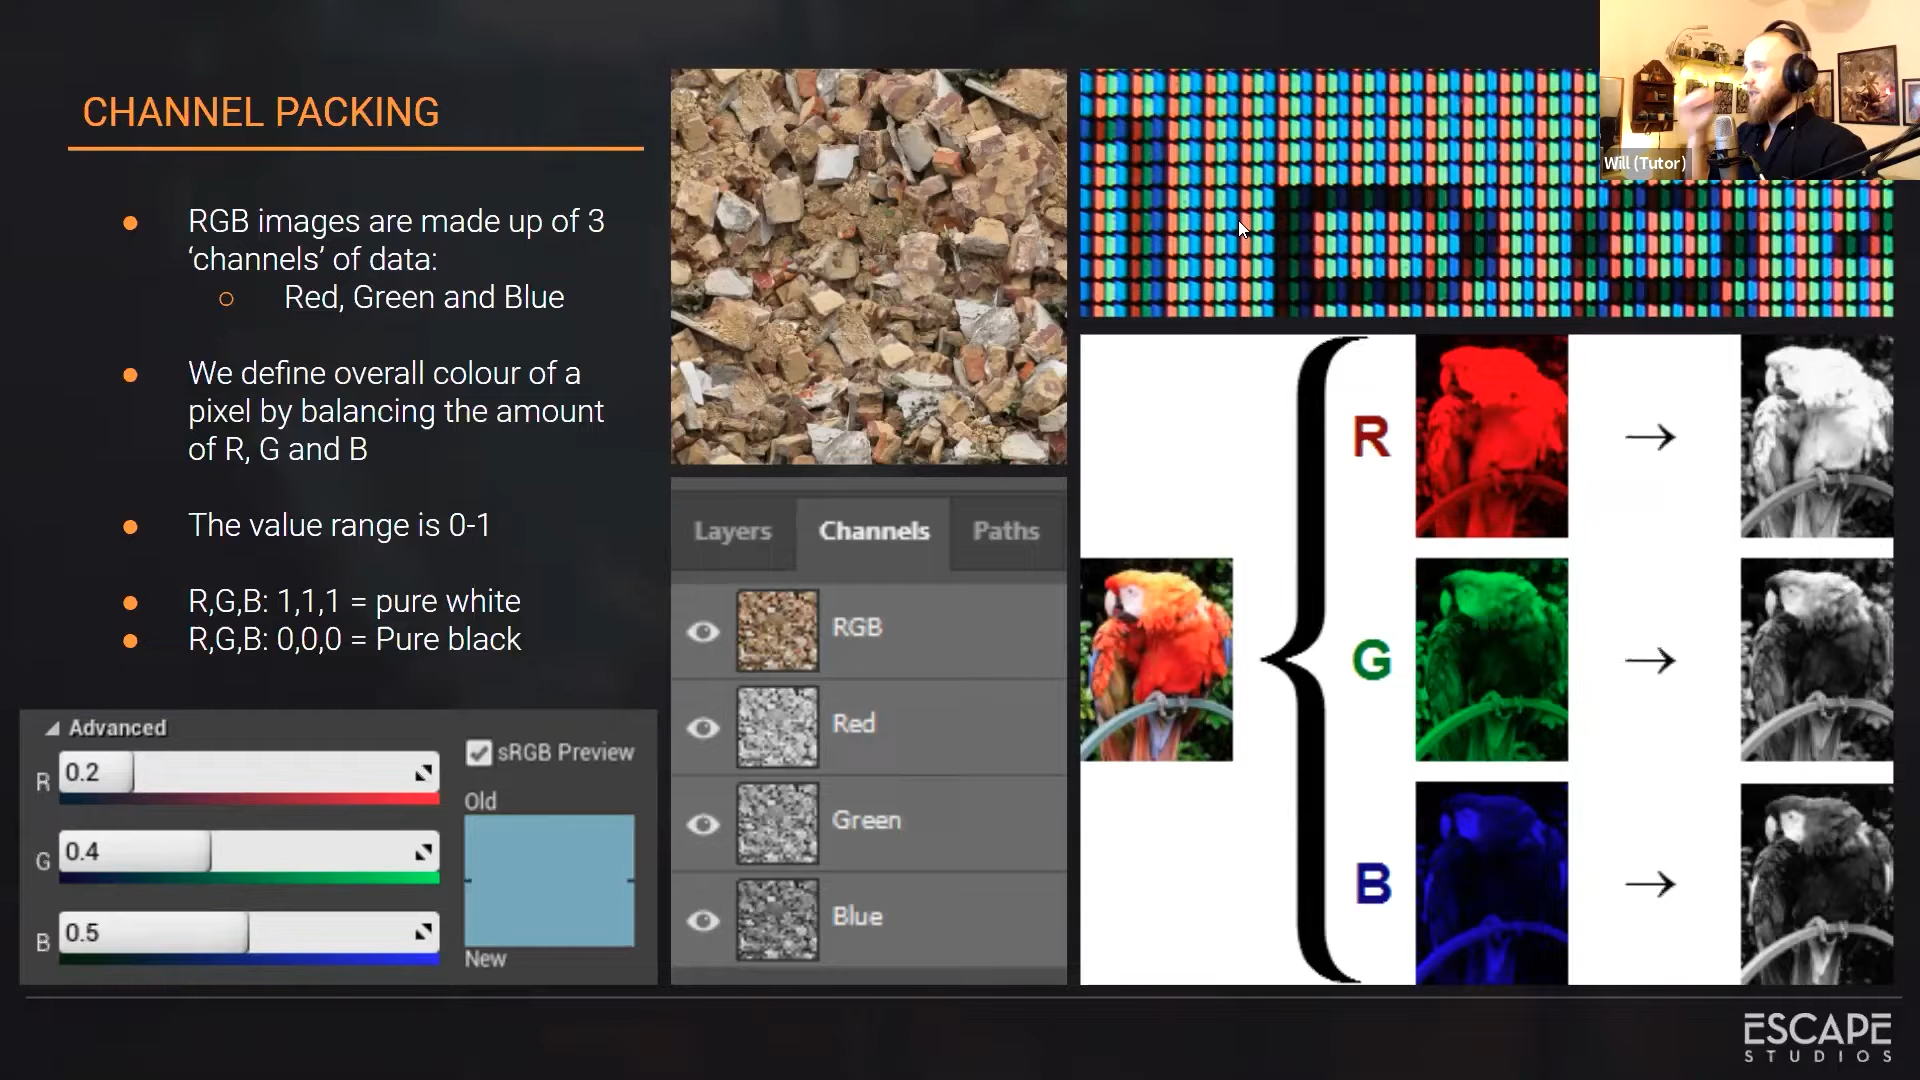 CHANNEL PACKING
● RGB images are made up of 3
‘channels’ of data:
○ Red, Green and Blue
● We define overall colour of a
pixel by balancing the amount
of R, G and B
● The value range is 0-1
● R,G,B: 1,1,1 = pure white
● R,G,B: 0,0,0 = Pure black
Advanced
R 0.2
G 0.4
B 0.5
sRGB Preview
Old
New
Layers Channels Paths
RGB
Red
Green
Blue
R
G
B
Will (Tutor)
ESCAPE
STUDIOS